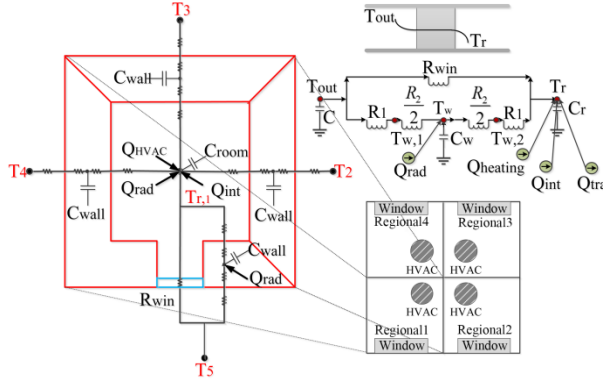 T3
Cwall
QHVAC
Croom
T4
Qrad
Qint
T2
Cwall
Tr,1
Cwall
Cwall
Qrad
Rwin
T5
Tout
Tr
Rwin
Tout
Tr
C
R1
R2
2
Tw
R2
2
R1
Cr
Tw,1
Cw
Tw,2
Qrad
Qheating
Qint
Qtra
Window
Window
Regional4
Regional3
HVAC
HVAC
HVAC
HVAC
Regional1
Regional2
Window
Window